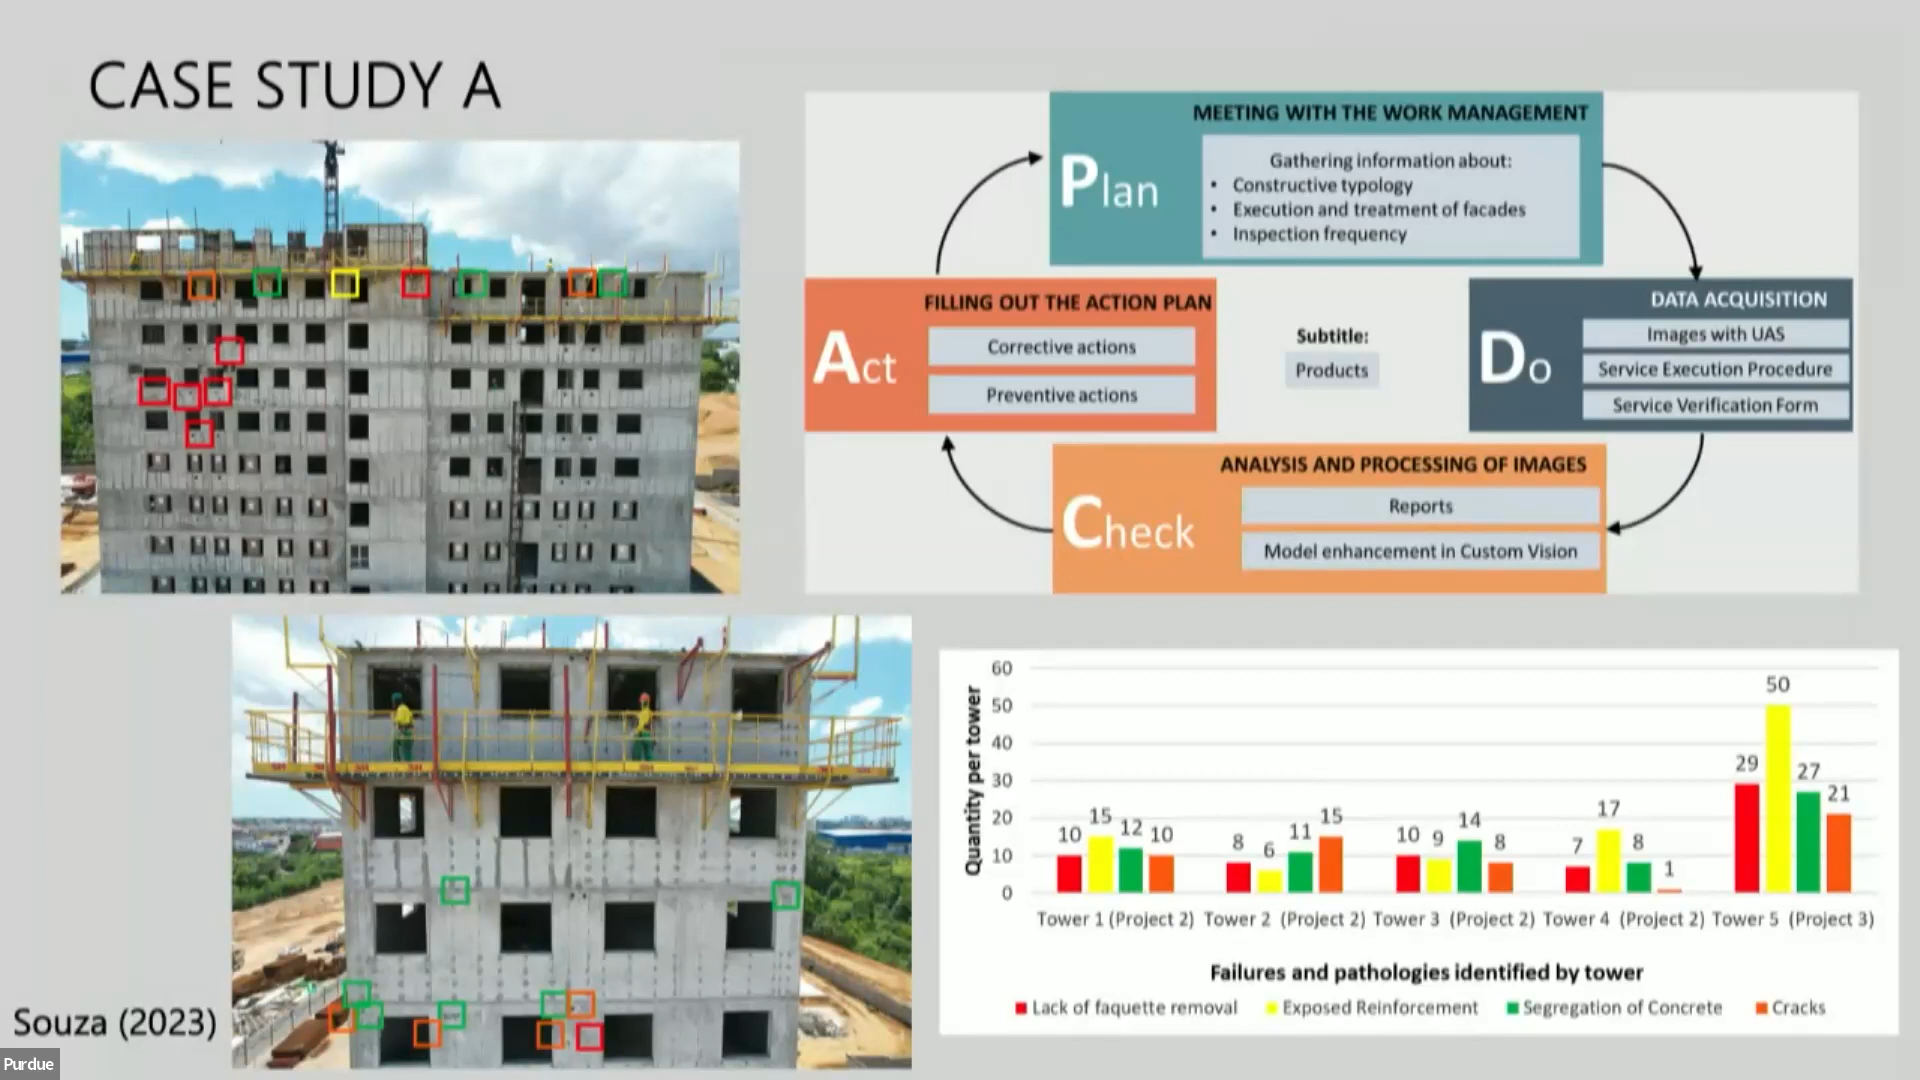 CASE STUDY A
MEETING WITH THE WORK MANAGEMENT
Plan
Gathering information about:
• Constructive typology
• Execution and treatment of facades
• Inspection frequency
FILLING OUT THE ACTION PLAN
Act
Corrective actions
Preventive actions
Subtitle:
Products
DATA ACQUISITION
Do
Images with UAS
Service Execution Procedure
Service Verification Form
ANALYSIS AND PROCESSING OF IMAGES
Check
Reports
Model enhancement in Custom Vision
Quantity per tower
60
50
40
30
20
10
0
10 15 12 10
8 6 11 15
10 9 14 8
7 17 8 1
29 50 27 21
Tower 1 (Project 2) Tower 2 (Project 2) Tower 3 (Project 2) Tower 4 (Project 2) Tower 5 (Project 3)
Failures and pathologies identified by tower
Lack of faquette removal Exposed Reinforcement Segregation of Concrete Cracks
Souza (2023)
Purdue